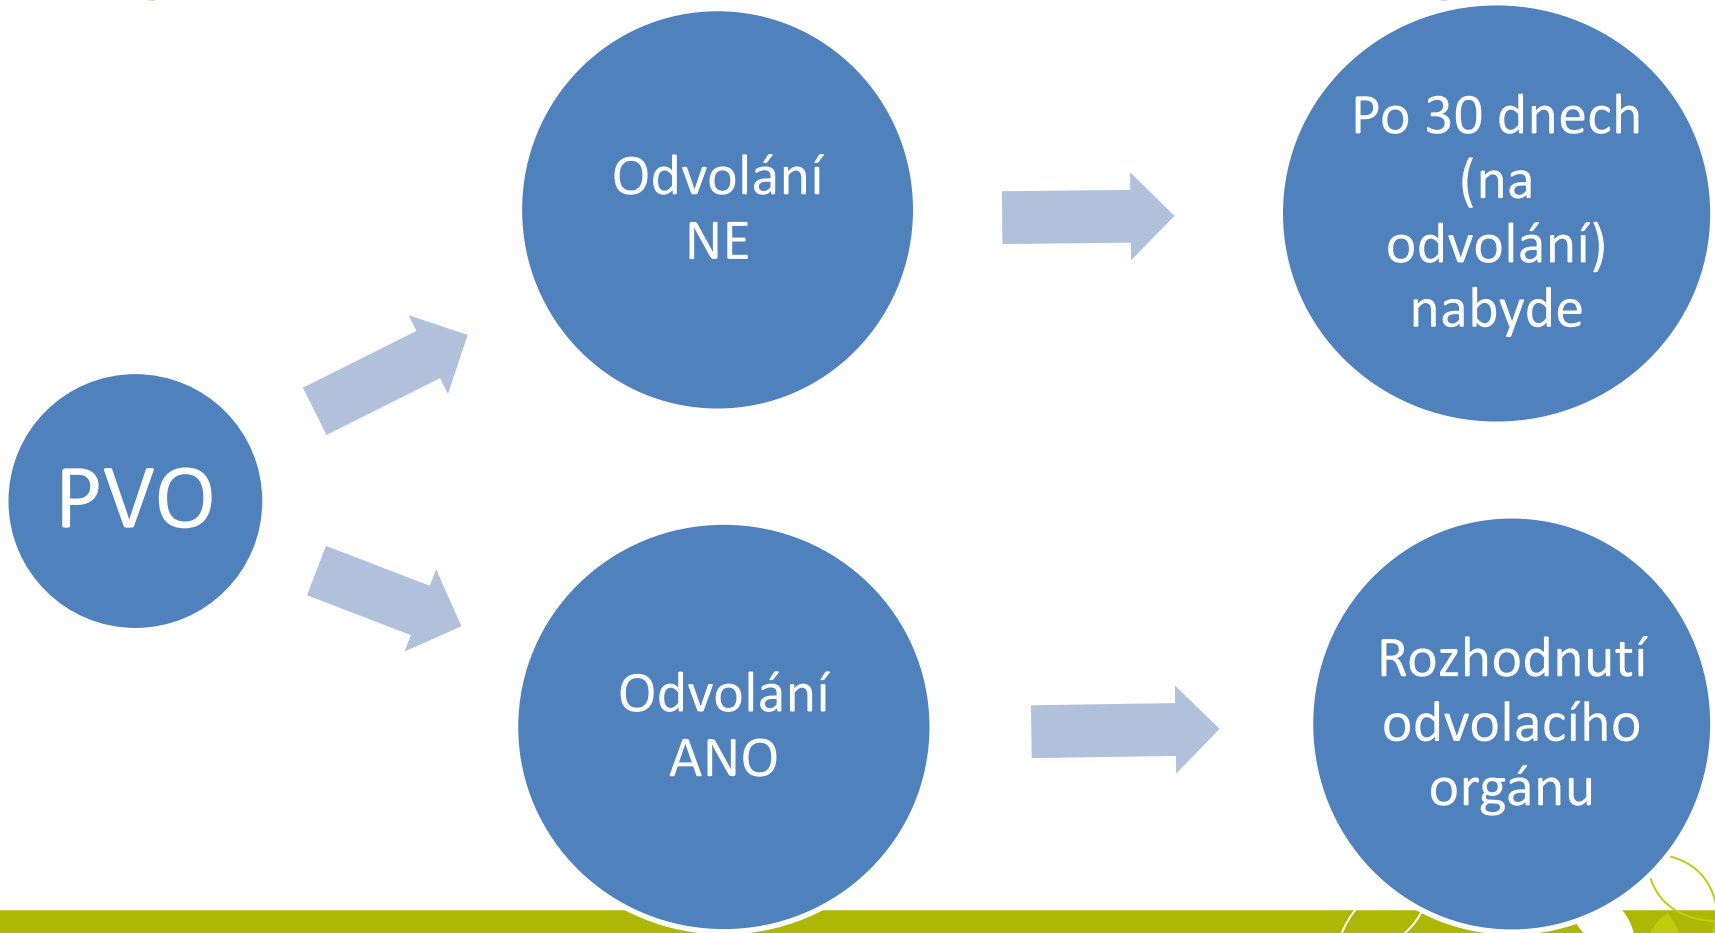 PVO
Odvolání
NE
Po 30 dnech
(na
odvolání)
nabyde
Odvolání
ANO
Rozhodnutí
odvolacího
orgánu